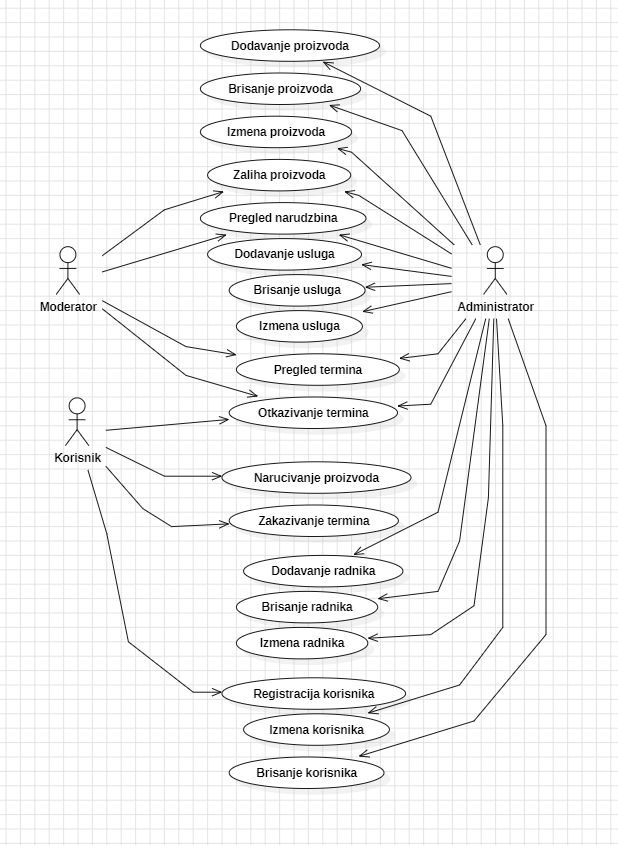 Dodavanje proizvoda
Brisanje proizvoda
Izmena proizvoda
Zaliha proizvoda
Pregled narudzbina
Dodavanje usluga
Brisanje usluga
Izmena usluga
Moderator
Administrator
Pregled termina
Otkazivanje termina
Korisnik
Narucivanje proizvoda
Zakazivanje termina
Dodavanje radnika
Brisanje radnika
Izmena radnika
Registracija korisnika
Izmena korisnika
Brisanje korisnika